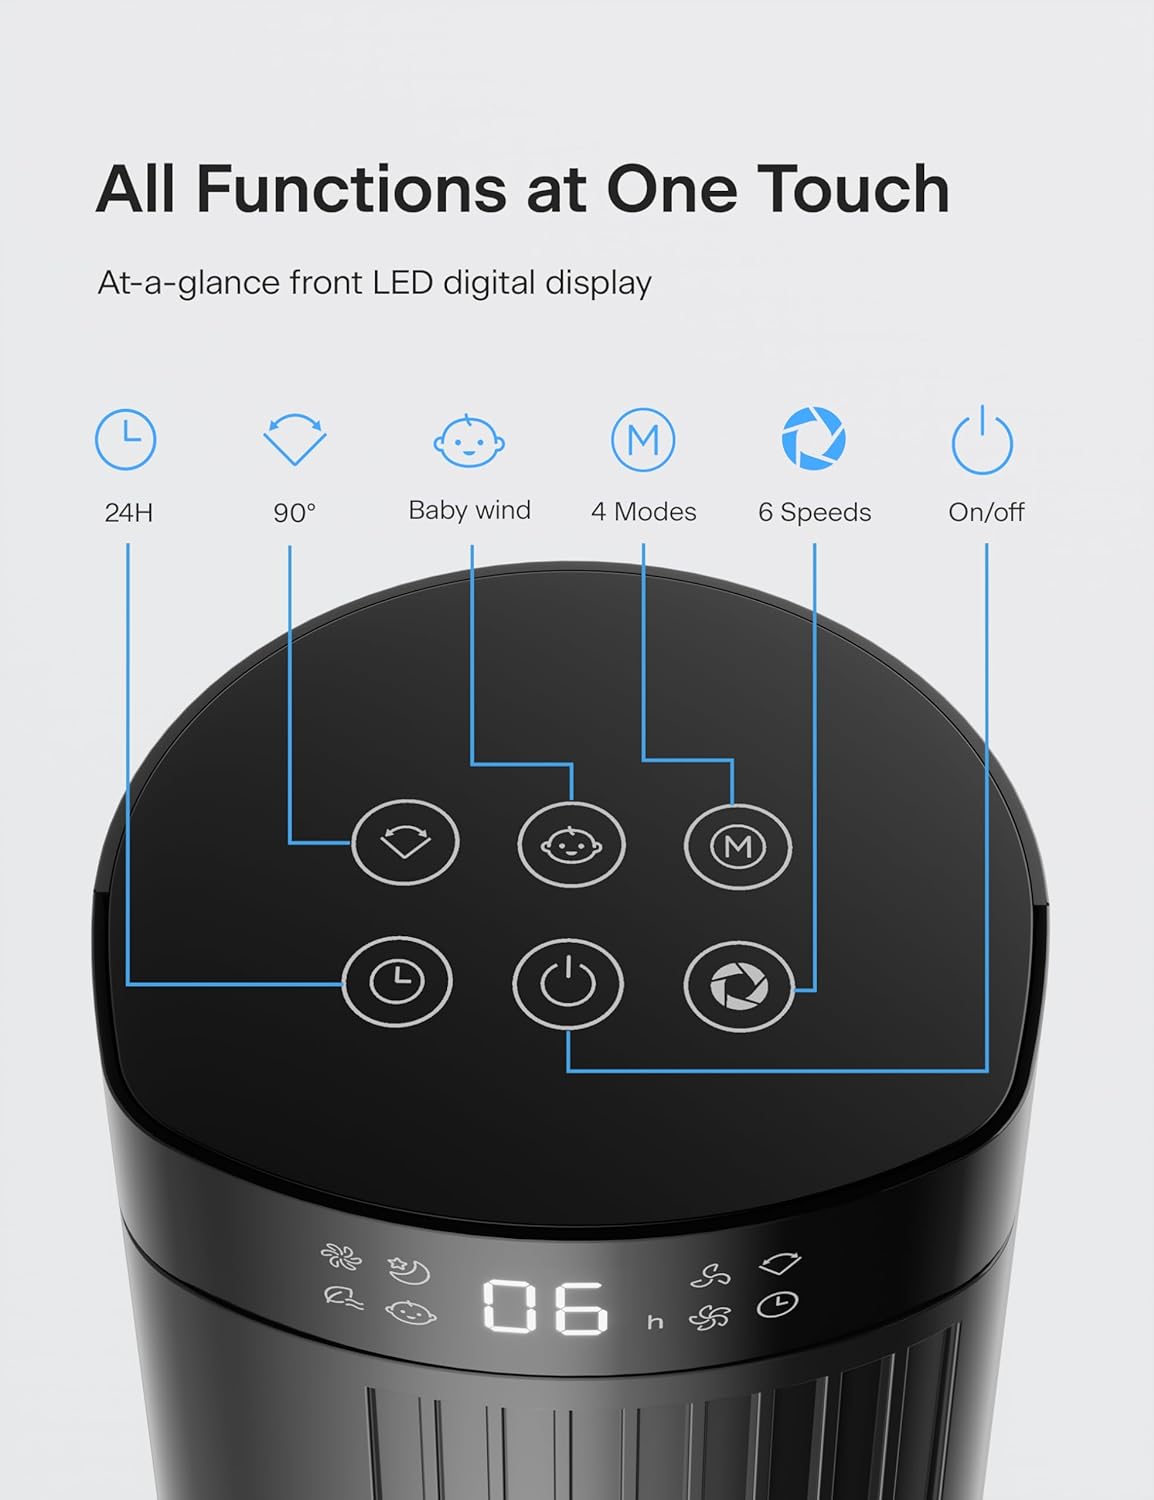 All Functions at One Touch
At-a-glance front LED digital display
24H
90°
Baby wind
4 Modes
6 Speeds
On/off
M
M
06 h